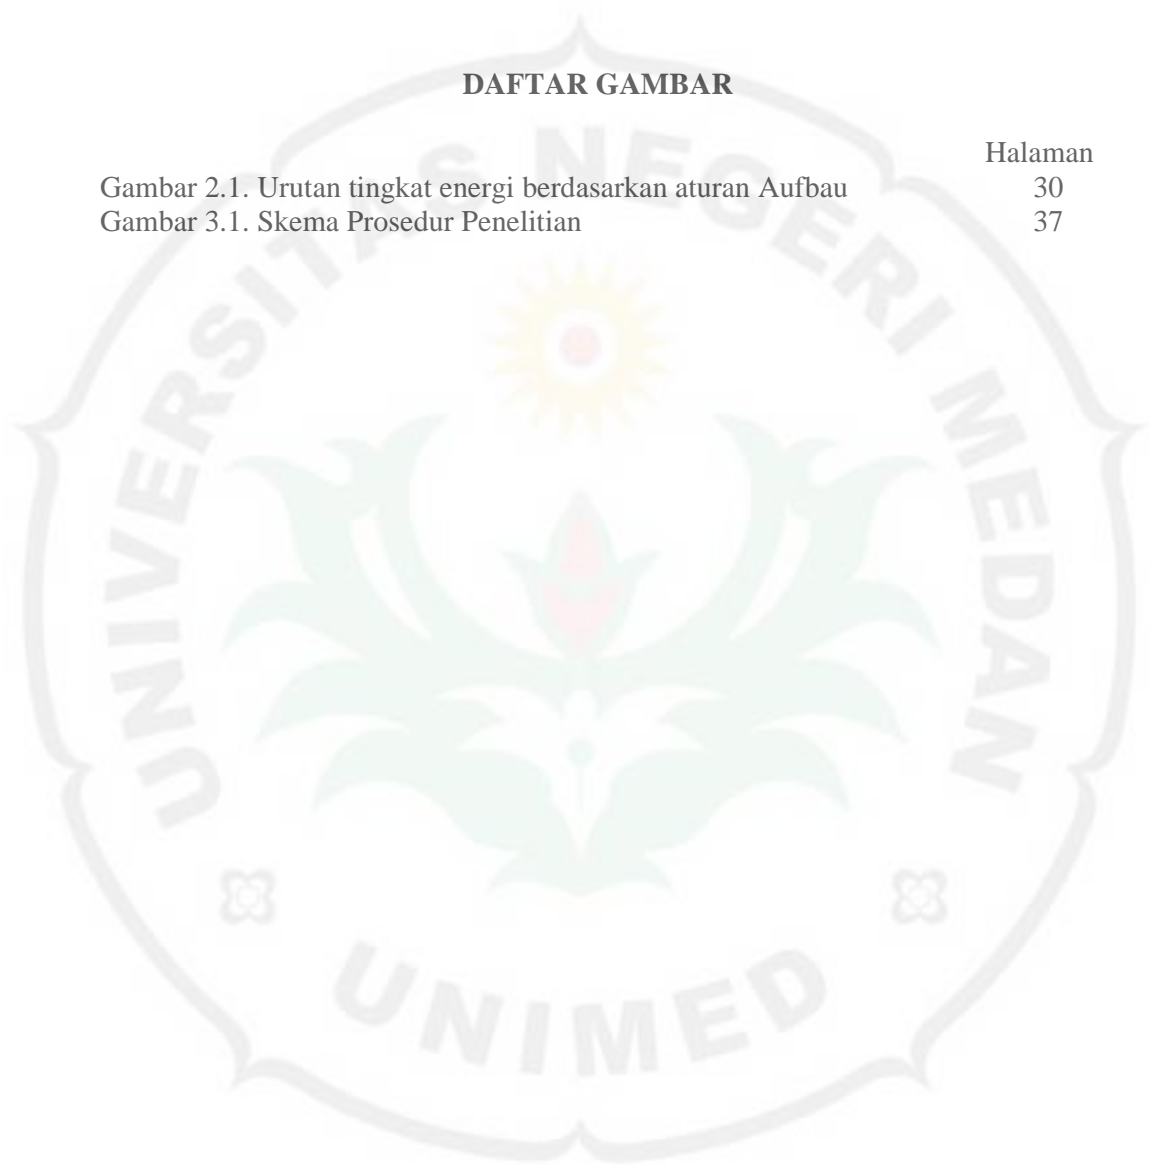 DAFTAR GAMBAR
Halaman
Gambar 2.1. Urutan tingkat energi berdasarkan aturan Aufbau 30
Gambar 3.1. Skema Prosedur Penelitian 37
UNIVERSITAS NEGERI MEDAN
UNIMED